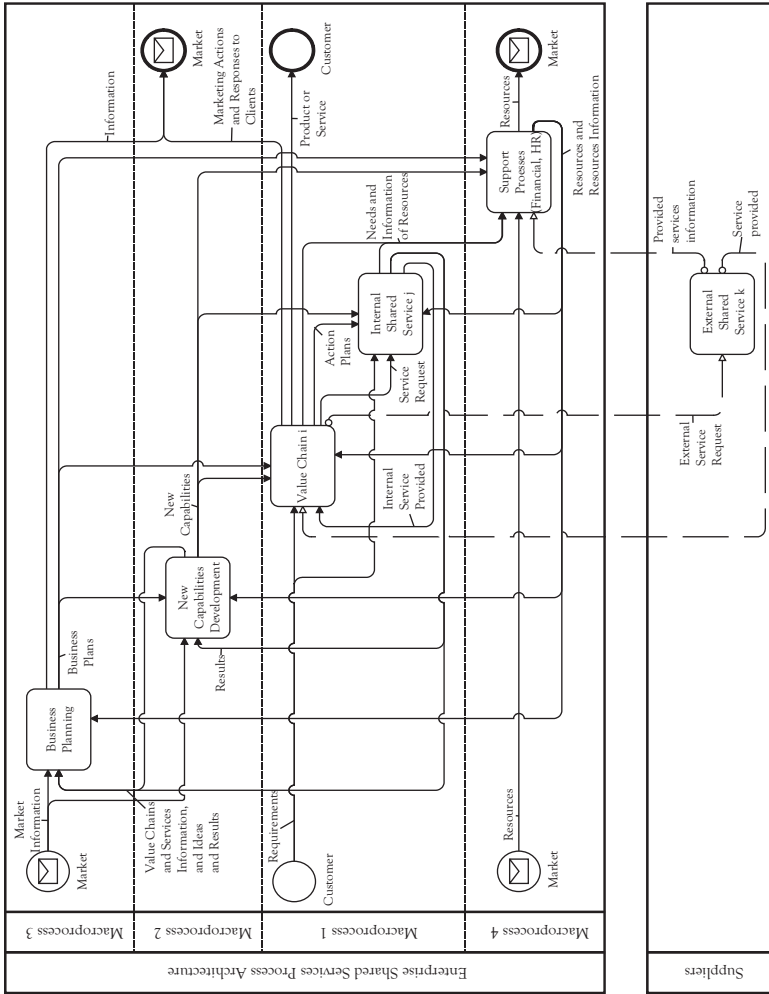 Enterprise Shared Services Process Architecture
Macroprocess 3
Market
Market
Information
Business
Planning
Business
Plans
Information
Macroprocess 2
Value Chains
and Services
Information,
and Ideas
and Results
New
Capabilities
Development
Results
New
Capabilities
Market
Marketing Actions
and Responses to
Clients
Macroprocess 1
Customer
Requirements
Value Chain i
Internal
Service
Provided
Action
Plans
Service
Request
Internal
Shared
Service j
Needs and
Information
of Resources
Product or
Service
Customer
Macroprocess 4
Market
Resources
Support
Proesses
(Financial, HR)
Resources
Market
Resources and
Resources Information
Suppliers
External
Service
Request
External
Shared
Service k
Provided
services
information
Service
provided